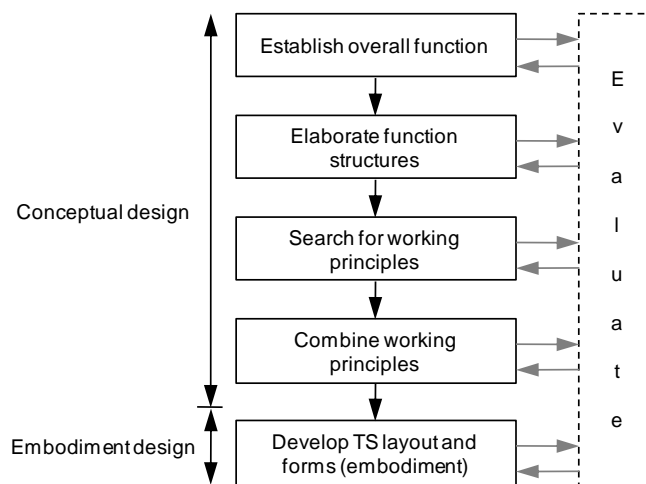 Establish overall function
Elaborate function
structures
Conceptual design
Search for working
principles
Combine working
principles
Embodiment design
Develop TS layout and
forms (embodiment)
E
v
a
l
u
a
t
e